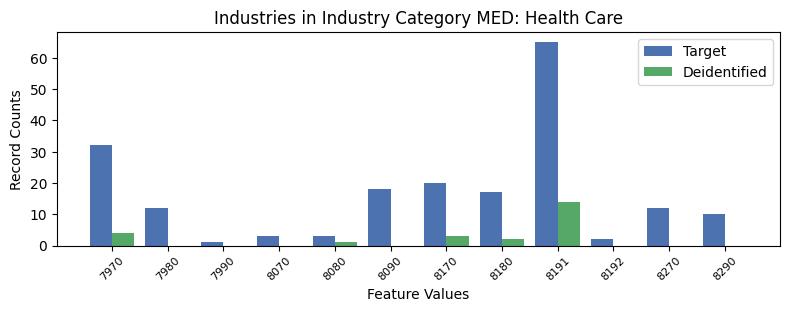 Industries in Industry Category MED: Health Care
Target
Deidentified
Record Counts
60
50
40
30
20
10
0
7970 7980 7990 8070 8080 8090 8170 8180 8191 8192 8270 8290
Feature Values